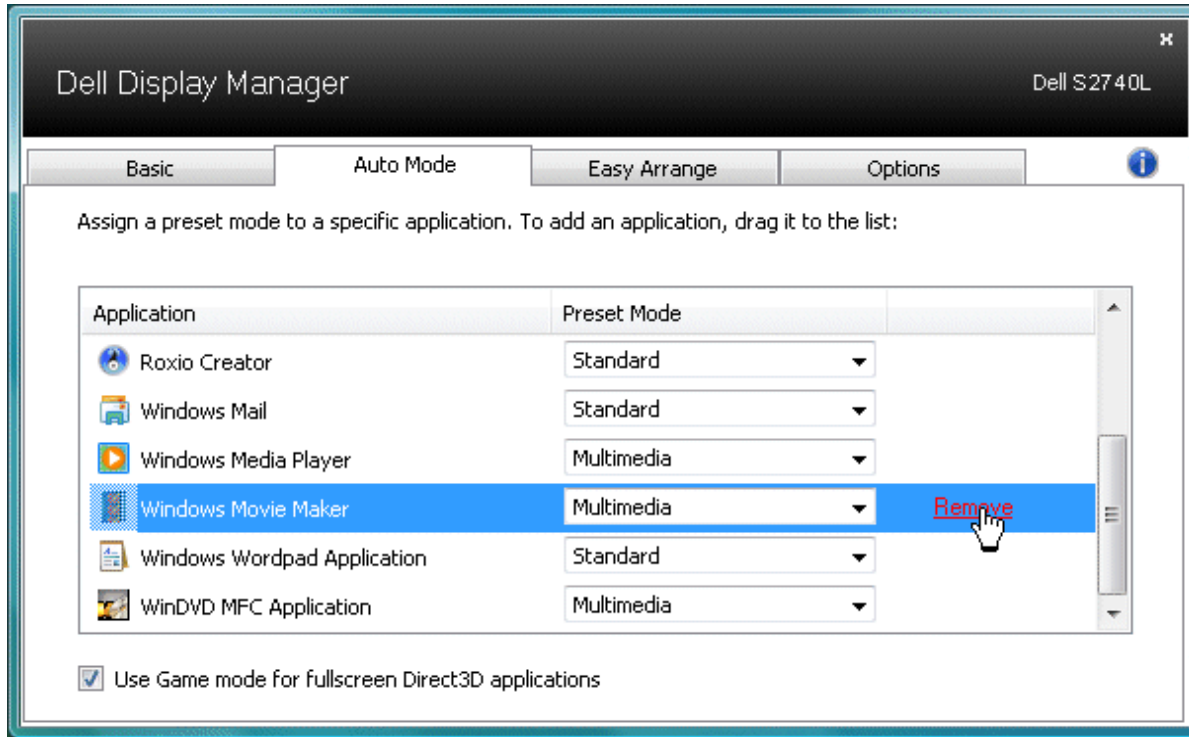 Dell Display Manager
Dell S2740L
Basic Auto Mode Easy Arrange Options
Assign a preset mode to a specific application. To add an application, drag it to the list:
Application Preset Mode
Roxio Creator Standard
Windows Mail Standard
Windows Media Player Multimedia
Windows Movie Maker Multimedia Remove
Windows Wordpad Application Standard
WinDVD MFC Application Multimedia
Use Game mode for fullscreen Direct3D applications